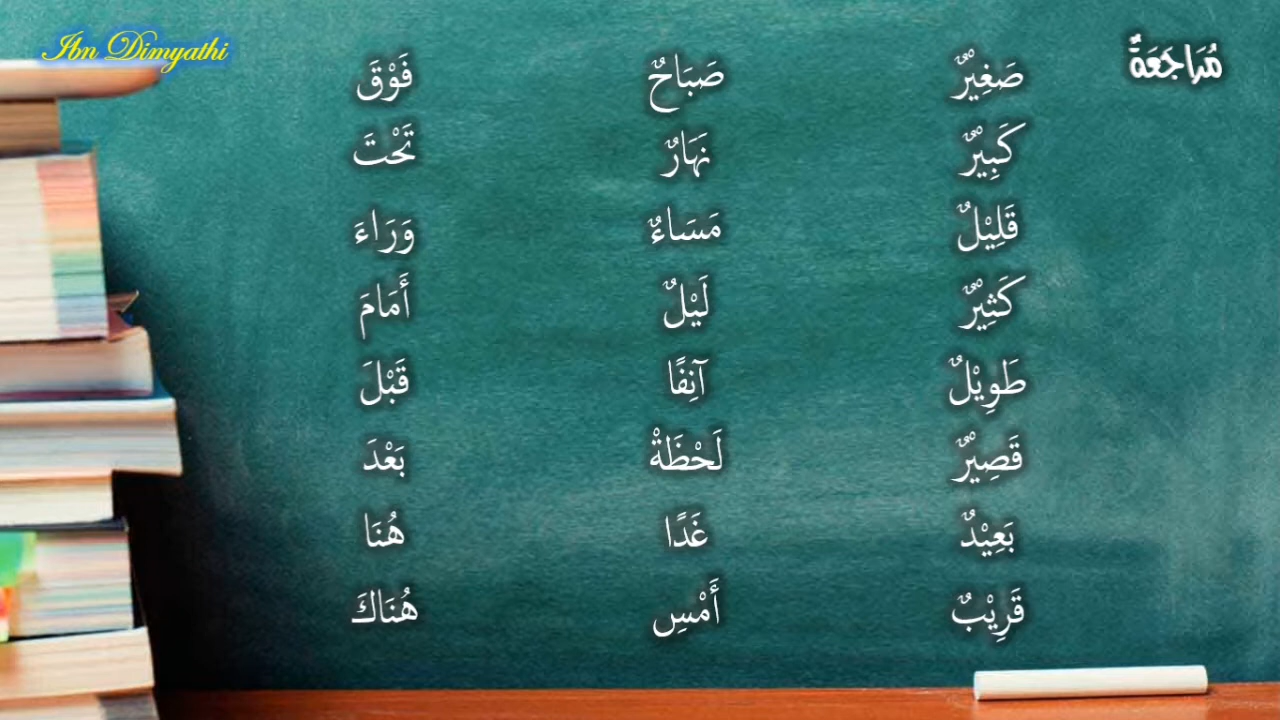 Ibn Dimyathi
مُرَاجَعَةٌ
صَغِيْرٌ صَبَاحٌ فَوْقَ
كَبِيْرٌ نَهَارٌ تَحْتَ
قَلِيْلٌ مَسَاءٌ وَرَاءَ
كَثِيْرٌ لَيْلٌ أَمَامَ
طَوِيْلٌ آنِفًا قَبْلَ
قَصِيْرٌ لَحْظَةْ بَعْدَ
بَعِيْدٌ غَدًا هُنَا
قَرِيْبٌ أَمْسِ هُنَاكَ